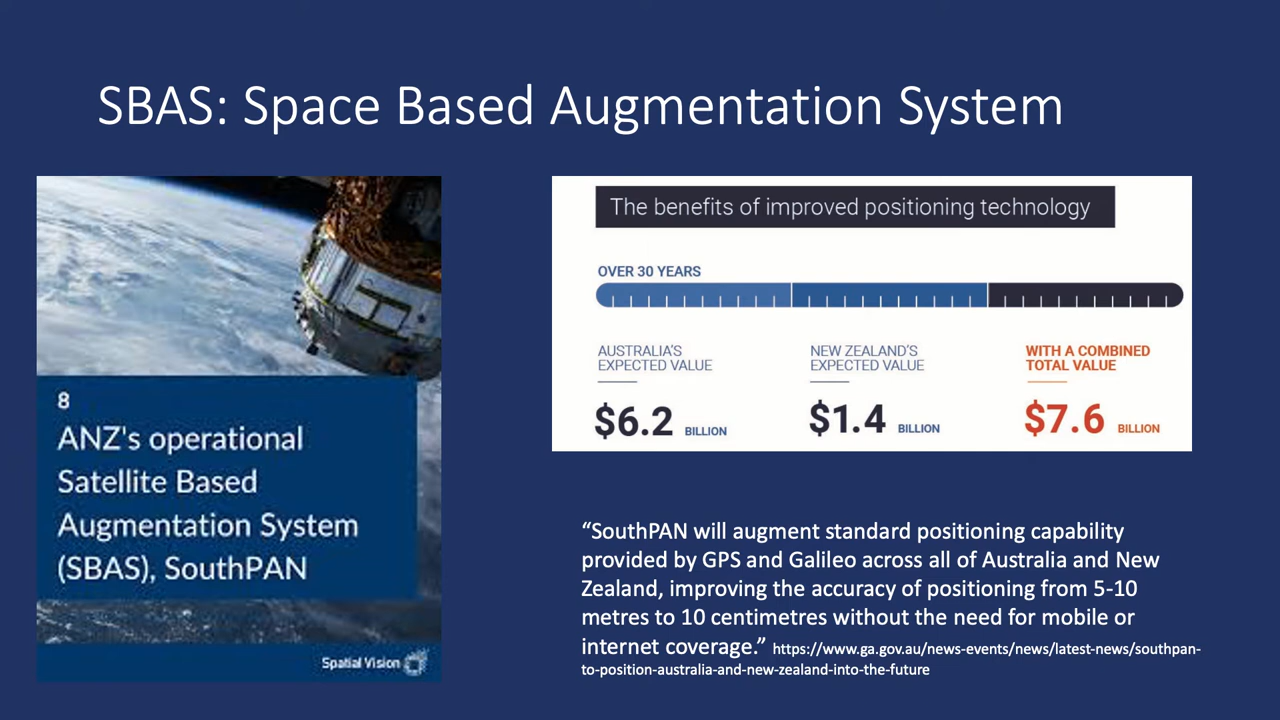 SBAS: Space Based Augmentation System
8
ANZ's operational
Satellite Based
Augmentation System
(SBAS), SouthPAN
Spatial Vision
The benefits of improved positioning technology
OVER 30 YEARS
AUSTRALIA'S
EXPECTED VALUE
$6.2 BILLION
NEW ZEALAND'S
EXPECTED VALUE
$1.4 BILLION
WITH A COMBINED
TOTAL VALUE
$7.6 BILLION
“SouthPAN will augment standard positioning capability
provided by GPS and Galileo across all of Australia and New
Zealand, improving the accuracy of positioning from 5-10
metres to 10 centimetres without the need for mobile or
internet coverage.” https://www.ga.gov.au/news-events/news/latest-news/southpan-
to-position-australia-and-new-zealand-into-the-future